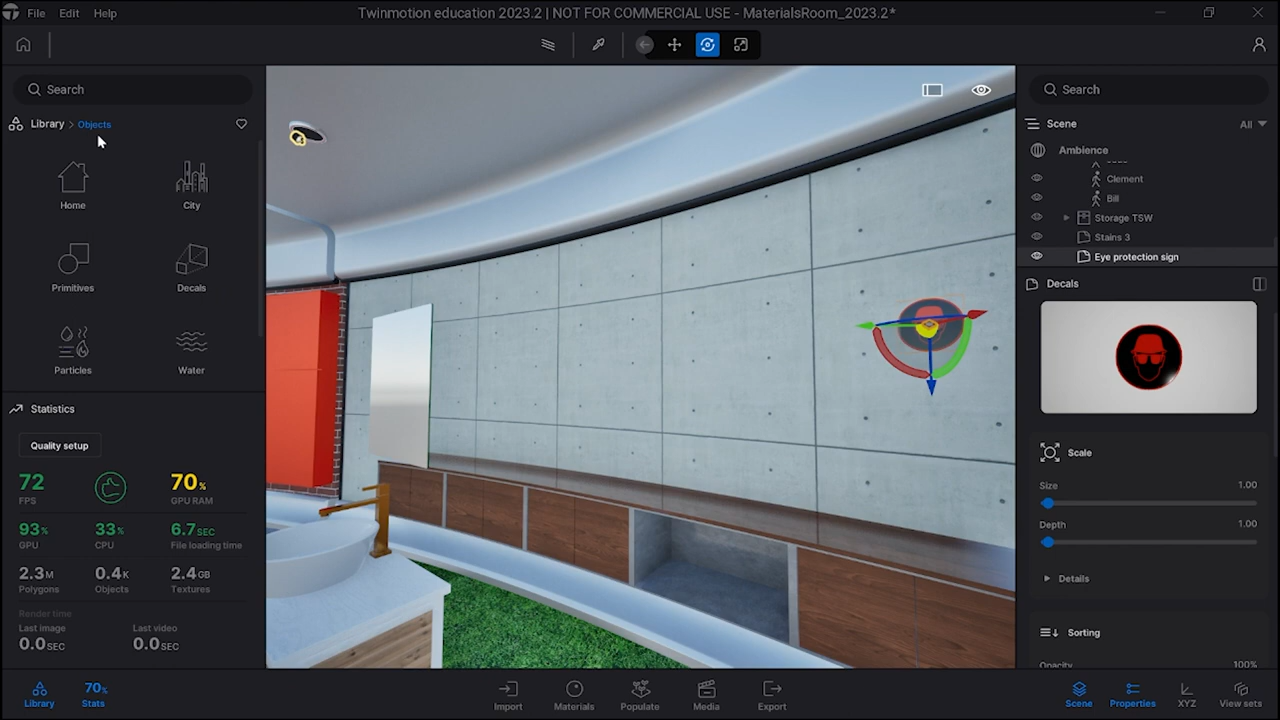 File Edit Help
Twinmotion education 2023.2 | NOT FOR COMMERCIAL USE - MaterialsRoom_2023.2*
Search
Library > Objects
Home
City
Primitives
Decals
Particles
Water
Statistics
Quality setup
72
FPS
70%
GPU RAM
93%
GPU
33%
CPU
6.7SEC
File loading time
2.3M
Polygons
0.4K
Objects
2.4GB
Textures
Render time
Last image
0.0SEC
Last video
0.0SEC
Search
Scene
All
Ambience
Clement
Bill
Storage TSW
Stains 3
Eye protection sign
Decals
Scale
Size 1.00
Depth 1.00
Details
Sorting
Opacity 100%
Library
70%
Stats
Import
Materials
Populate
Media
Export
Scene
Properties
XYZ
View sets